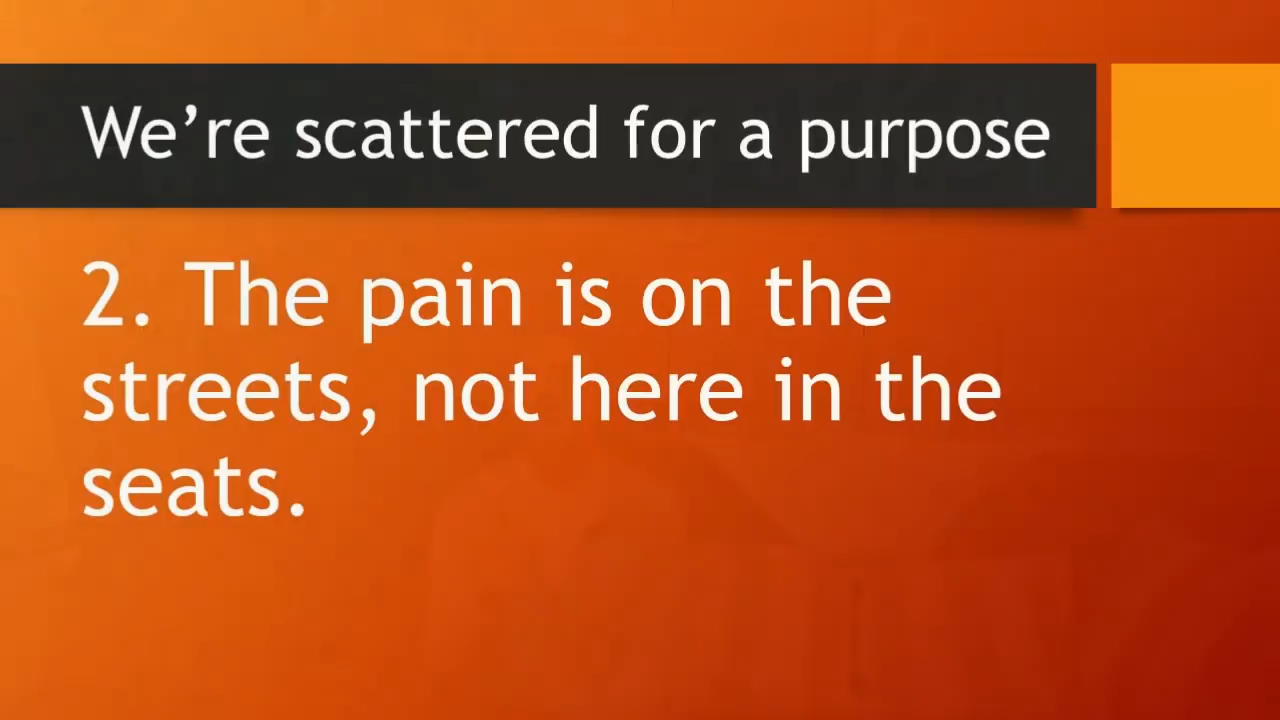 We’re scattered for a purpose
2. The pain is on the
streets, not here in the
seats.